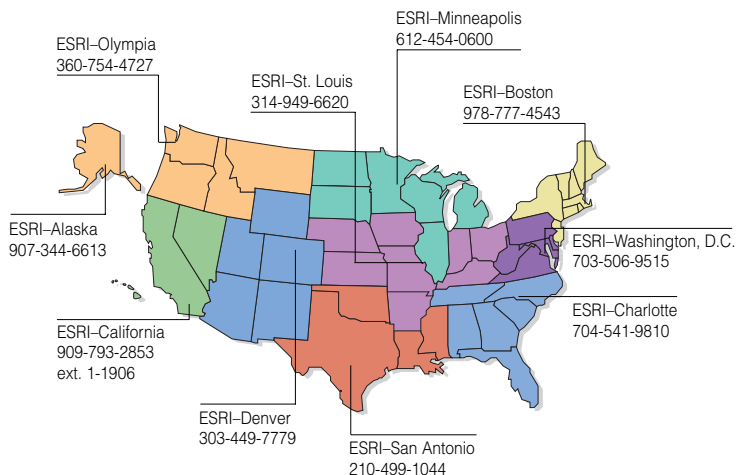 ESRI–Minneapolis
612-454-0600
ESRI–Olympia
360-754-4727
ESRI–St. Louis
314-949-6620
ESRI–Boston
978-777-4543
ESRI–Alaska
907-344-6613
ESRI–Washington, D.C.
703-506-9515
ESRI–Charlotte
704-541-9810
ESRI–California
909-793-2853
ext. 1-1906
ESRI–Denver
303-449-7779
ESRI–San Antonio
210-499-1044